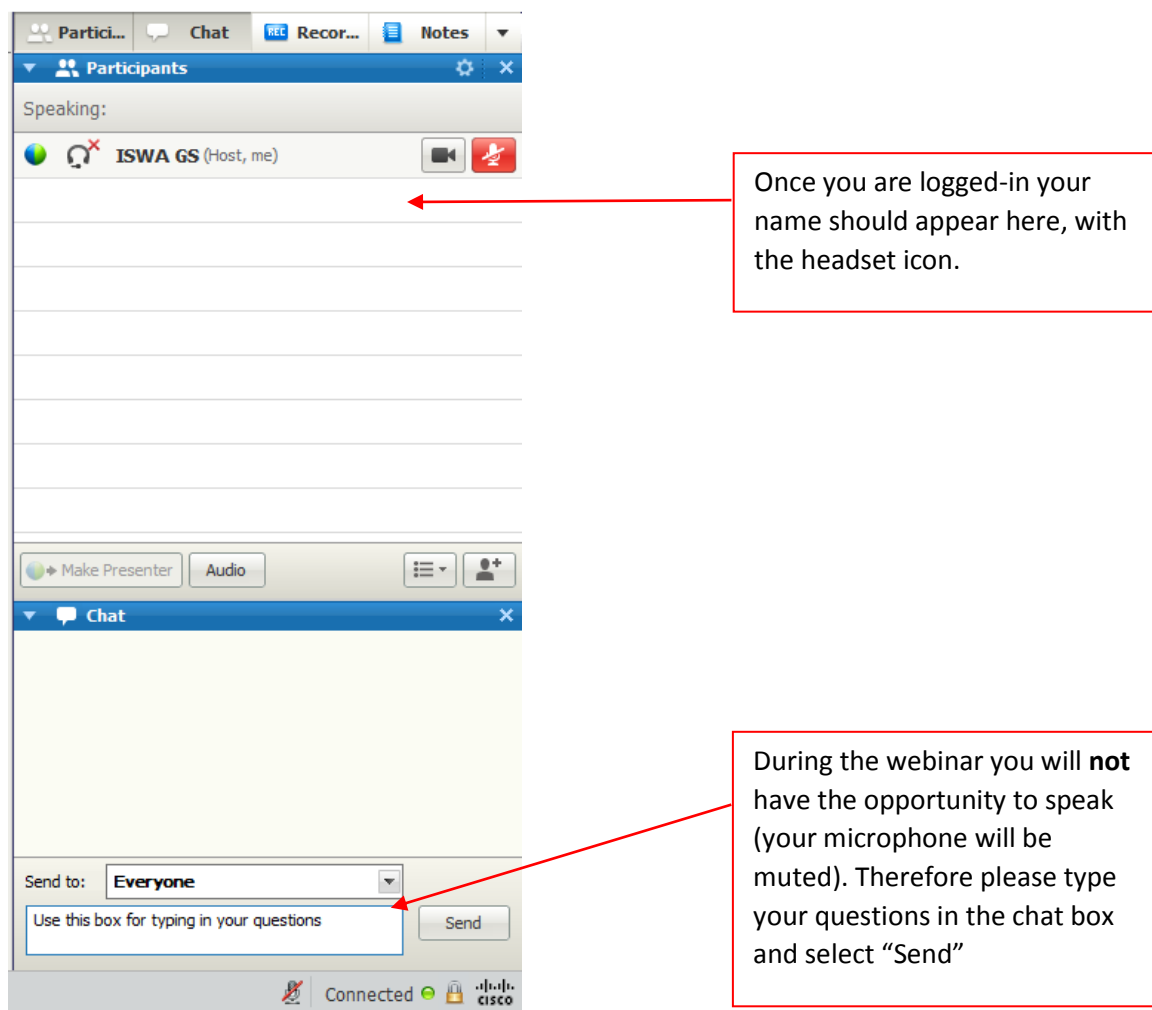 Partici... Chat REC Recor... Notes
Participants
Speaking:
ISWA GS (Host, me)
Once you are logged-in your
name should appear here, with
the headset icon.
Make Presenter Audio
Chat
During the webinar you will not
have the opportunity to speak
(your microphone will be
muted). Therefore please type
your questions in the chat box
and select “Send”
Send to: Everyone
Use this box for typing in your questions Send
Connected cisco